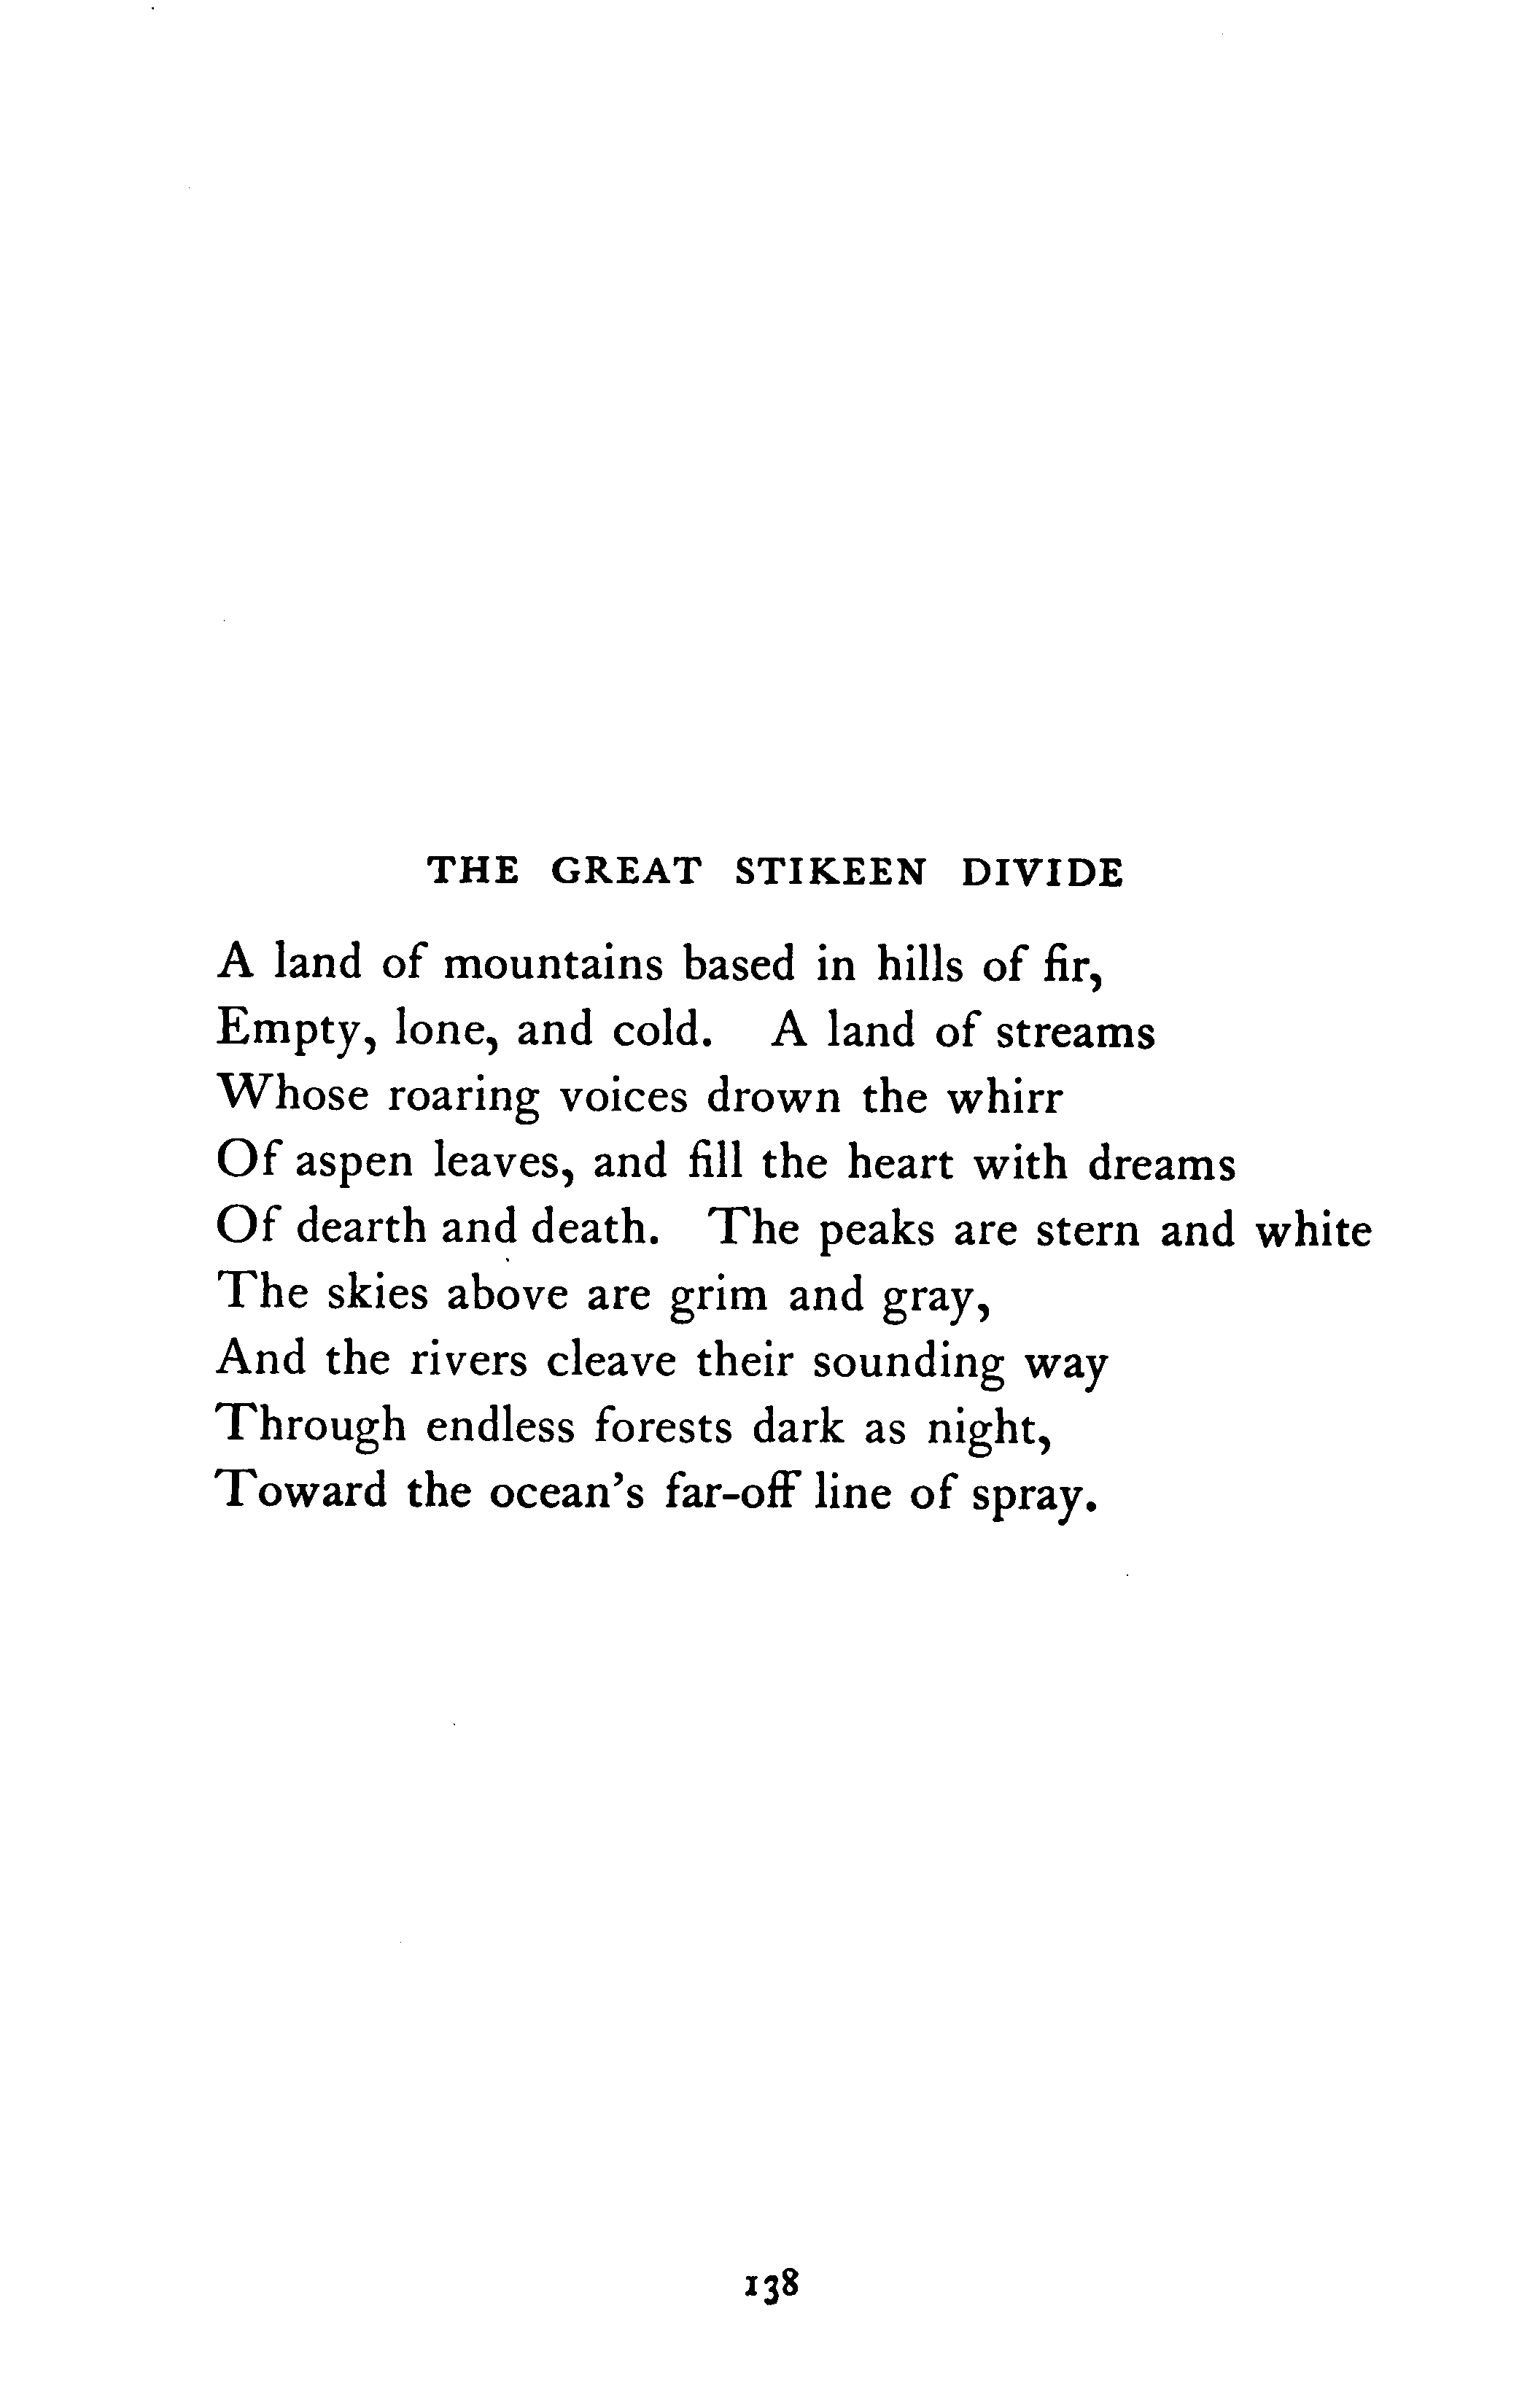 THE GREAT STIKEEN DIVIDE
A land of mountains based in hills of fir,
Empty, lone, and cold. A land of streams
Whose roaring voices drown the whirr
Of aspen leaves, and fill the heart with dreams
Of dearth and death. The peaks are stern and white
The skies above are grim and gray,
And the rivers cleave their sounding way
Through endless forests dark as night,
Toward the ocean's far-off line of spray.
138